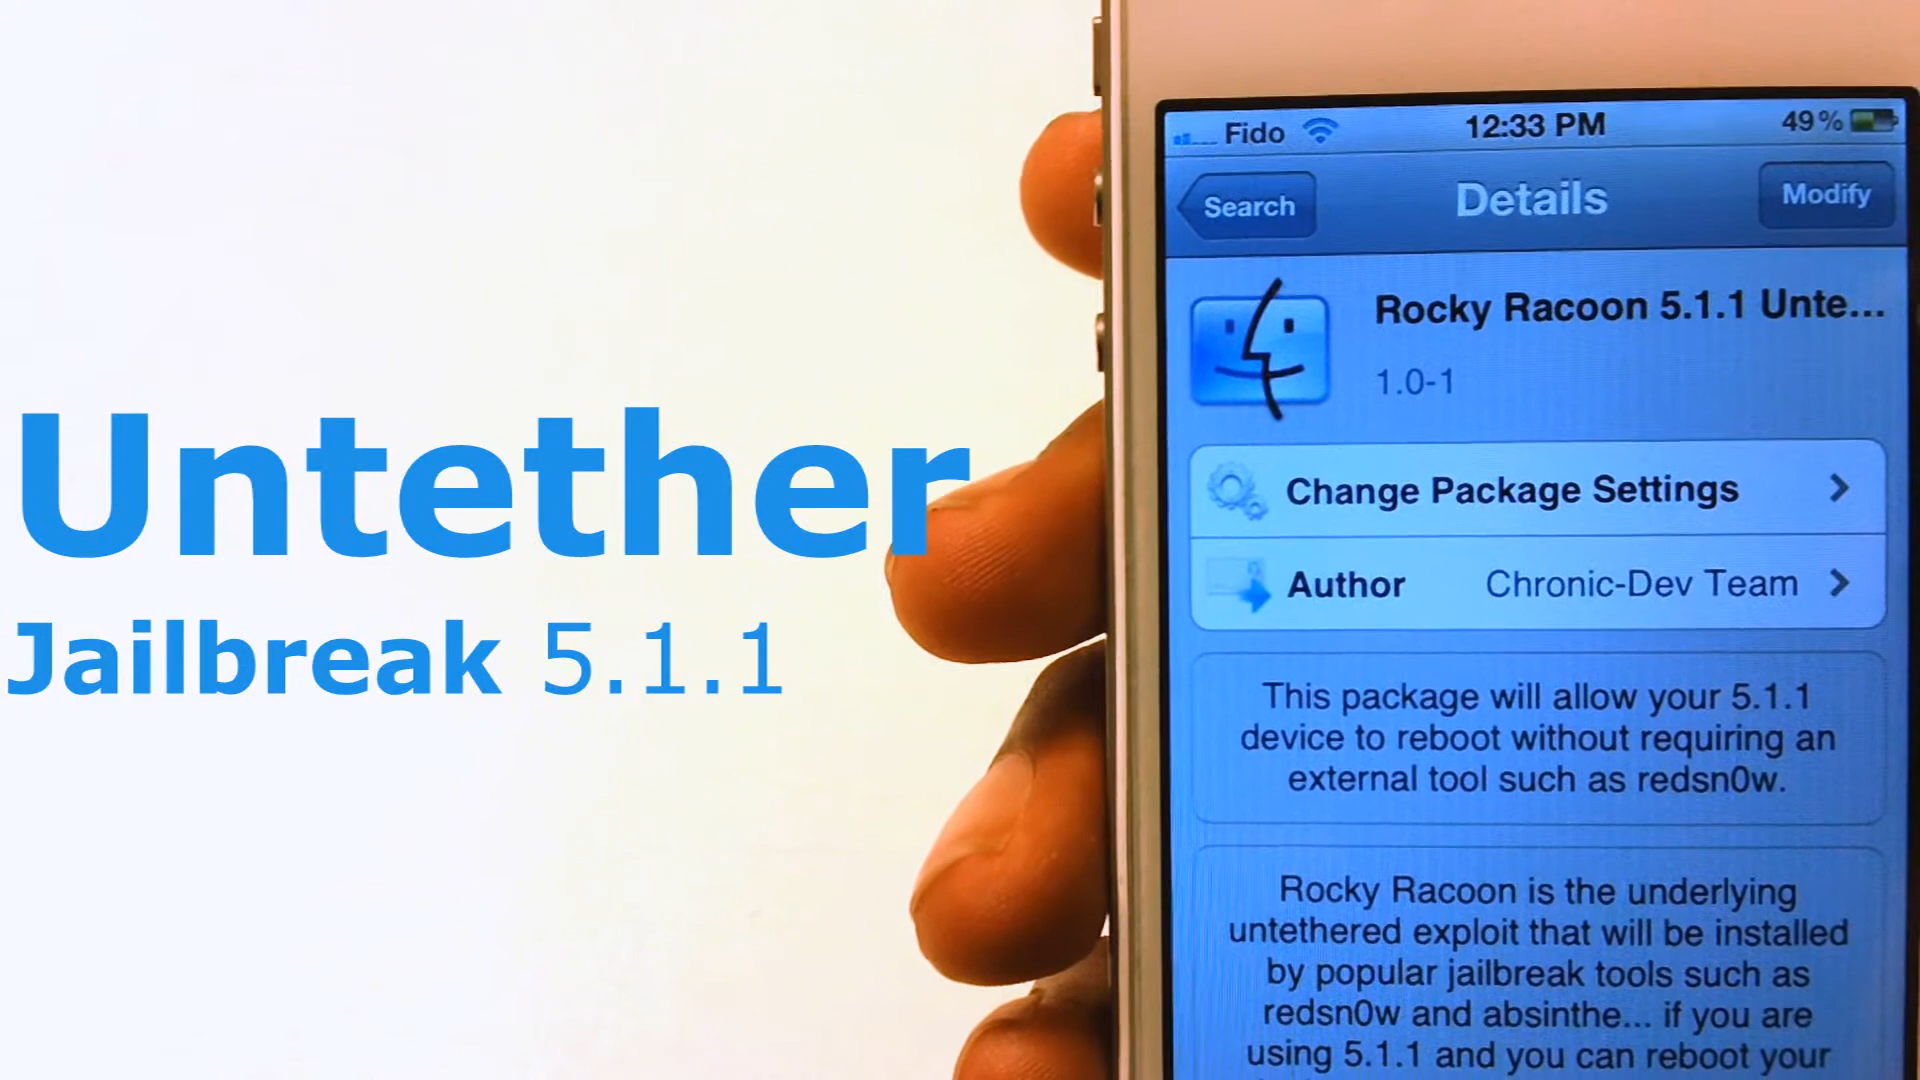 Untether
Jailbreak 5.1.1
Fido 12:33 PM 49%
Search Details Modify
Rocky Racoon 5.1.1 Unte...
1.0-1
Change Package Settings
Author Chronic-Dev Team
This package will allow your 5.1.1
device to reboot without requiring an
external tool such as redsn0w.
Rocky Racoon is the underlying
untethered exploit that will be installed
by popular jailbreak tools such as
redsn0w and absinthe... if you are
using 5.1.1 and you can reboot your